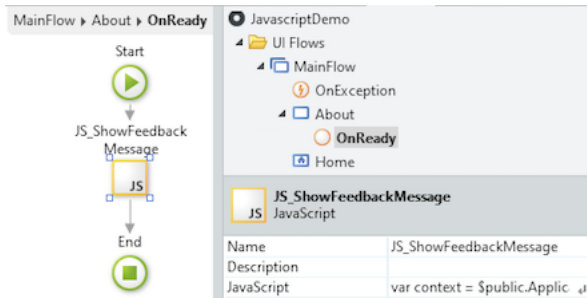 MainFlow ▸ About ▸ OnReady
Start
JS_ShowFeedback
Message
JS
End
JavascriptDemo
UI Flows
MainFlow
OnException
About
OnReady
Home
JS
JS_ShowFeedbackMessage
JavaScript
Name JS_ShowFeedbackMessage
Description
JavaScript var context = $public.Applic